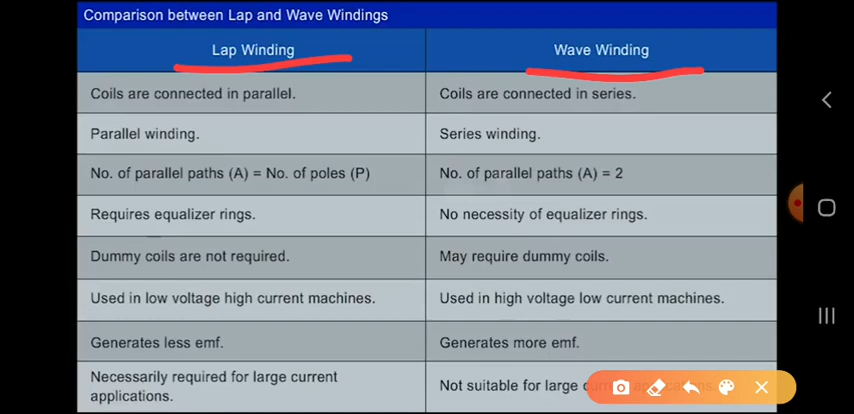 Comparison between Lap and Wave Windings
Lap Winding
Wave Winding
Coils are connected in parallel.
Coils are connected in series.
Parallel winding.
Series winding.
No. of parallel paths (A) = No. of poles (P)
No. of parallel paths (A) = 2
Requires equalizer rings.
No necessity of equalizer rings.
Dummy coils are not required.
May require dummy coils.
Used in low voltage high current machines.
Used in high voltage low current machines.
Generates less emf.
Generates more emf.
Necessarily required for large current
applications.
Not suitable for large